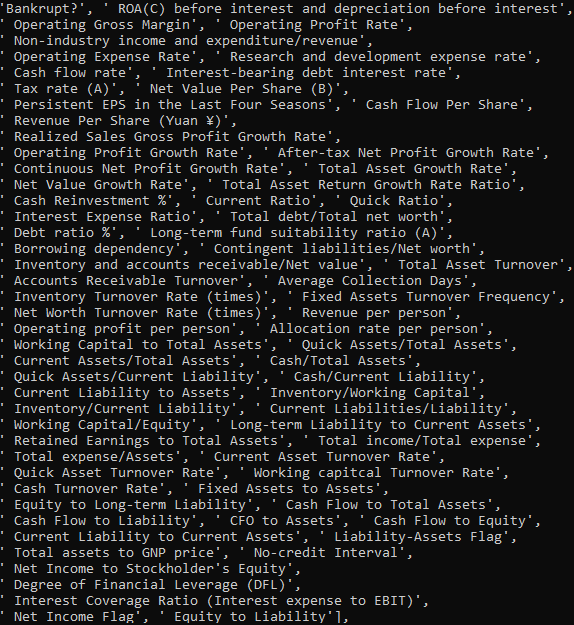 'Bankrupt?', ' ROA(C) before interest and depreciation before interest',
' Operating Gross Margin', ' Operating Profit Rate',
' Non-industry income and expenditure/revenue',
' Operating Expense Rate', ' Research and development expense rate',
' Cash flow rate', ' Interest-bearing debt interest rate',
' Tax rate (A)', ' Net Value Per Share (B)',
' Persistent EPS in the Last Four Seasons', ' Cash Flow Per Share',
' Revenue Per Share (Yuan ¥)',
' Realized Sales Gross Profit Growth Rate',
' Operating Profit Growth Rate', ' After-tax Net Profit Growth Rate',
' Continuous Net Profit Growth Rate', ' Total Asset Growth Rate',
' Net Value Growth Rate', ' Total Asset Return Growth Rate Ratio',
' Cash Reinvestment %', ' Current Ratio', ' Quick Ratio',
' Interest Expense Ratio', ' Total debt/Total net worth',
' Debt ratio %', ' Long-term fund suitability ratio (A)',
' Borrowing dependency', ' Contingent liabilities/Net worth',
' Inventory and accounts receivable/Net value', ' Total Asset Turnover',
' Accounts Receivable Turnover', ' Average Collection Days',
' Inventory Turnover Rate (times)', ' Fixed Assets Turnover Frequency',
' Net Worth Turnover Rate (times)', ' Revenue per person',
' Operating profit per person', ' Allocation rate per person',
' Working Capital to Total Assets', ' Quick Assets/Total Assets',
' Current Assets/Total Assets', ' Cash/Total Assets',
' Quick Assets/Current Liability', ' Cash/Current Liability',
' Current Liability to Assets', ' Inventory/Working Capital',
' Inventory/Current Liability', ' Current Liabilities/Liability',
' Working Capital/Equity', ' Long-term Liability to Current Assets',
' Retained Earnings to Total Assets', ' Total income/Total expense',
' Total expense/Assets', ' Current Asset Turnover Rate',
' Quick Asset Turnover Rate', ' Working capitcal Turnover Rate',
' Cash Turnover Rate', ' Fixed Assets to Assets',
' Equity to Long-term Liability', ' Cash Flow to Total Assets',
' Cash Flow to Liability', ' CFO to Assets', ' Cash Flow to Equity',
' Current Liability to Current Assets', ' Liability-Assets Flag',
' Total assets to GNP price', ' No-credit Interval',
" Net Income to Stockholder's Equity",
' Degree of Financial Leverage (DFL)',
' Interest Coverage Ratio (Interest expense to EBIT)',
' Net Income Flag', ' Equity to Liability'],